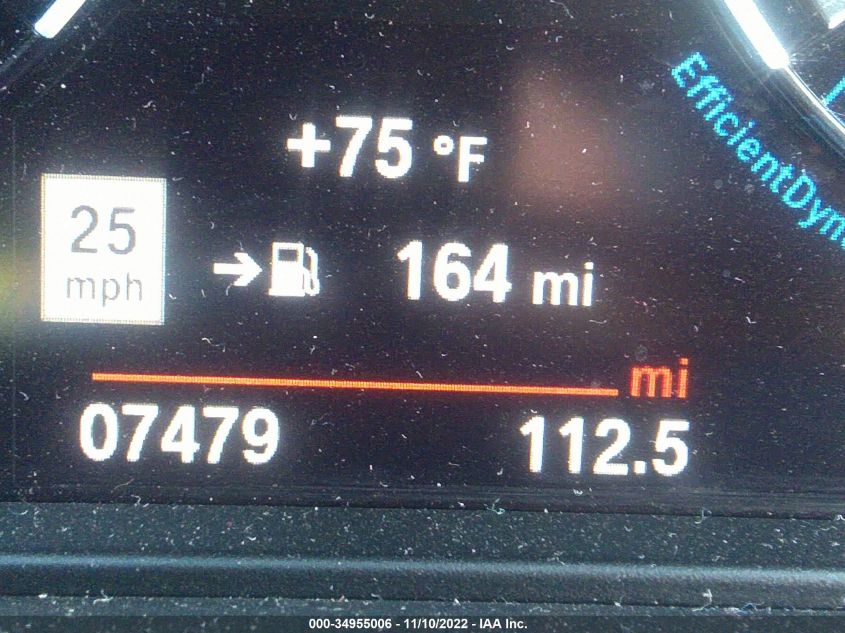 +75 °F
25
mph
164 mi
EfficientDyn
mi
07479 112.5
000-34955006 - 11/10/2022 - IAA Inc.